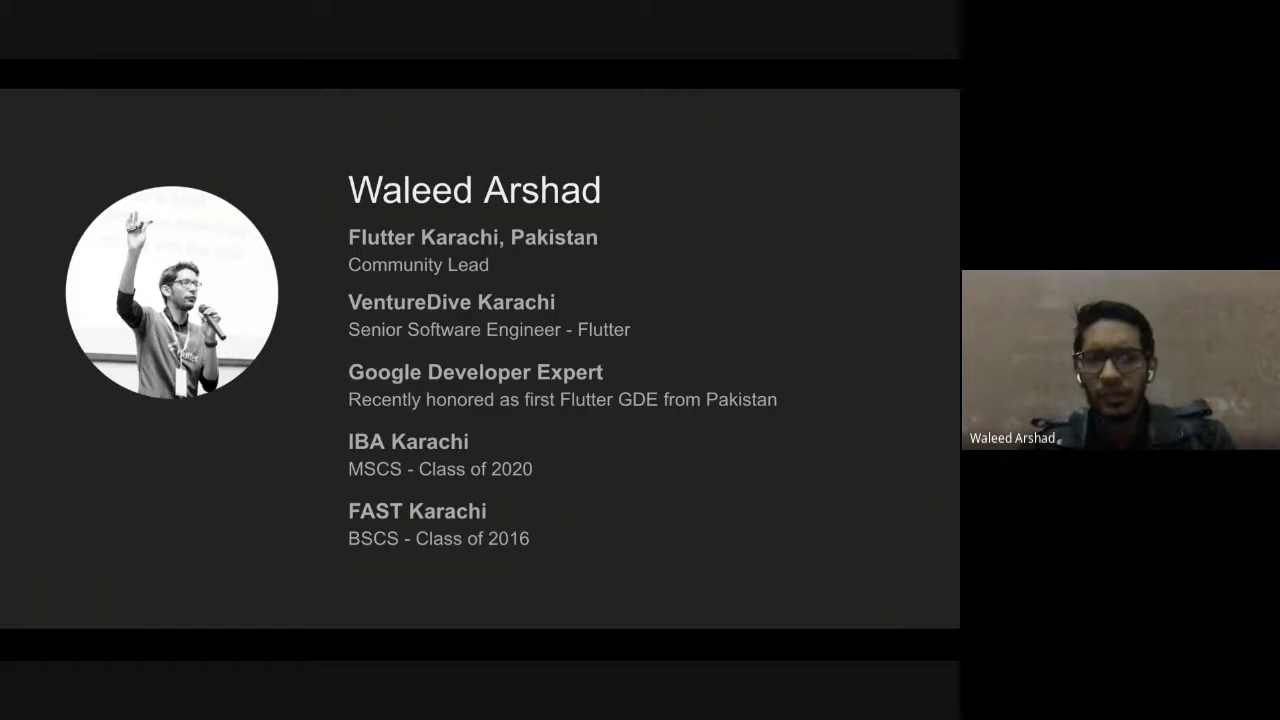 Waleed Arshad
Flutter Karachi, Pakistan
Community Lead
VentureDive Karachi
Senior Software Engineer - Flutter
Google Developer Expert
Recently honored as first Flutter GDE from Pakistan
IBA Karachi
MSCS - Class of 2020
FAST Karachi
BSCS - Class of 2016
Waleed Arshad